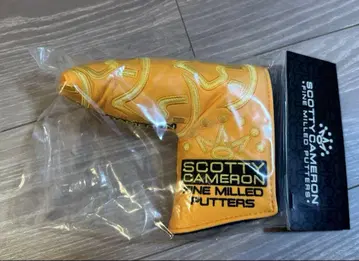 SCOTTY
CAMERON
FINE MILLED
PUTTERS
SCOTTY CAMERON
FINE MILLED PUTTERS